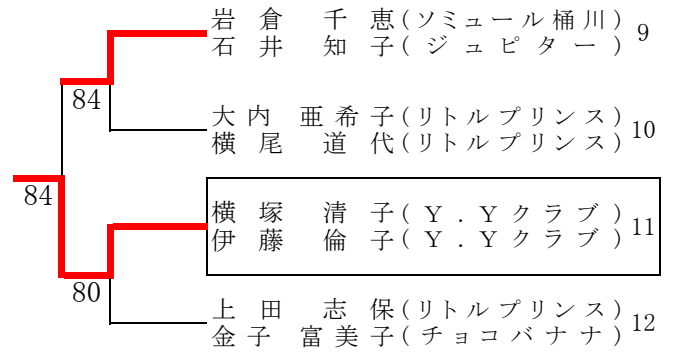 岩倉 千恵(ソミュール桶川) 9
石井 知子(ジュピター)
84
大内 亜希子(リトルプリンス) 10
横尾 道代(リトルプリンス)
84
横塚 清子(Y.Yクラブ) 11
伊藤 倫子(Y.Yクラブ)
80
上田 志保(リトルプリンス) 12
金子 富美子(チョコバナナ)